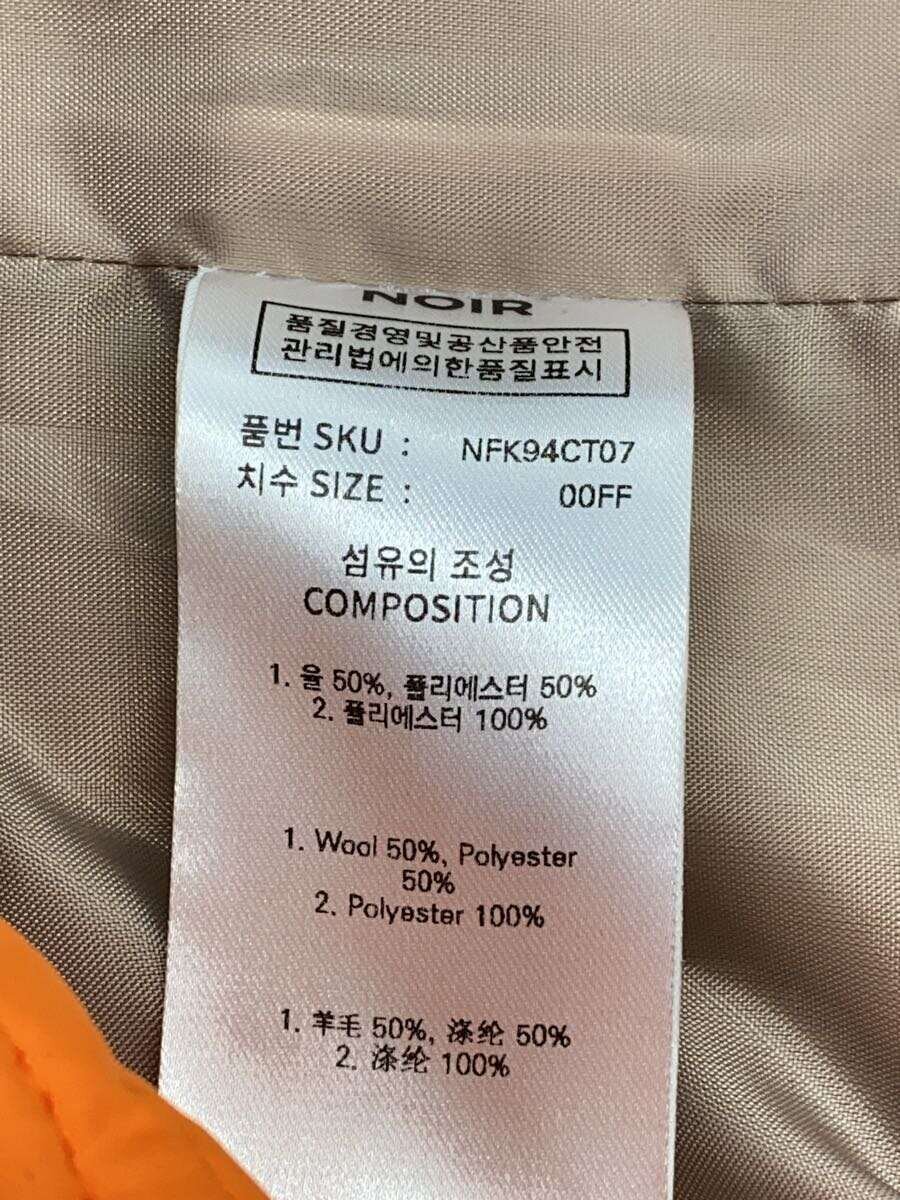 NOIR
품질경영및공산품안전
관리법에의한품질표시
품번 SKU : NFK94CT07
치수 SIZE : 00FF
섬유의 조성
COMPOSITION
1. 울 50%, 폴리에스터 50%
2. 폴리에스터 100%
1. Wool 50%, Polyester
50%
2. Polyester 100%
1. 羊毛 50%, 涤纶 50%
2. 涤纶 100%